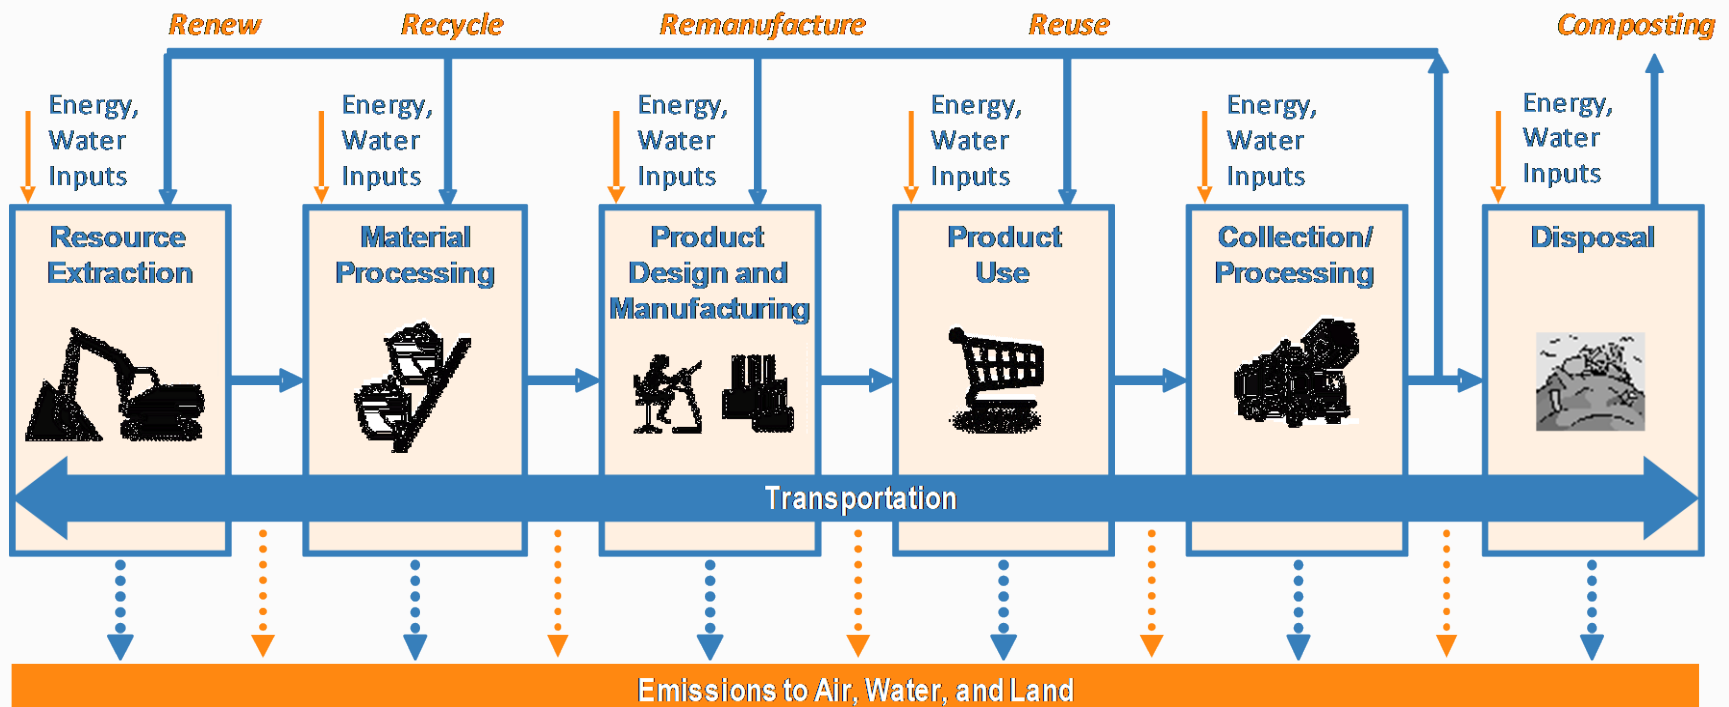 Renew
Recycle
Remanufacture
Reuse
Composting
Energy,
Water
Inputs
Energy,
Water
Inputs
Energy,
Water
Inputs
Energy,
Water
Inputs
Energy,
Water
Inputs
Energy,
Water
Inputs
Resource
Extraction
Material
Processing
Product
Design and
Manufacturing
Product
Use
Collection/
Processing
Disposal
Transportation
Emissions to Air, Water, and Land